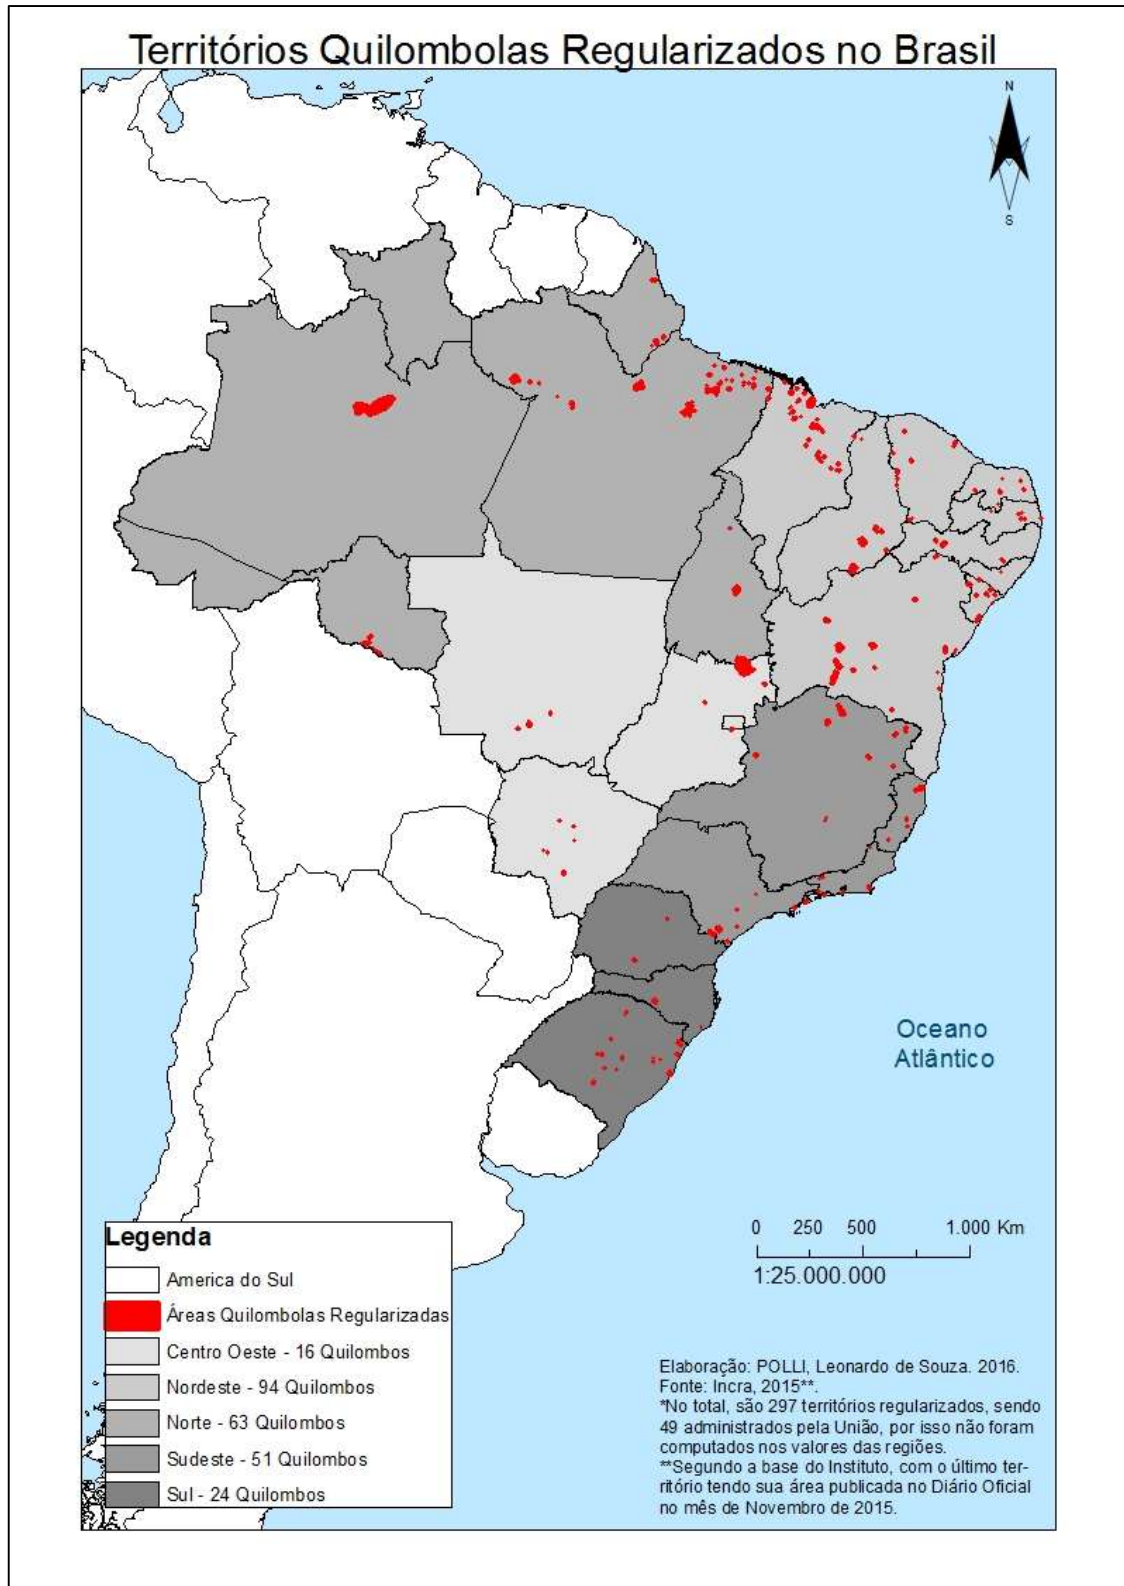 Territórios Quilombolas Regularizados no Brasil
N
S
Oceano
Atlântico
Legenda
America do Sul
Áreas Quilombolas Regularizadas
Centro Oeste - 16 Quilombos
Nordeste - 94 Quilombos
Norte - 63 Quilombos
Sudeste - 51 Quilombos
Sul - 24 Quilombos
0 250 500 1.000 Km
1:25.000.000
Elaboração: POLLI, Leonardo de Souza. 2016.
Fonte: Incra, 2015**.
*No total, são 297 territórios regularizados, sendo
49 administrados pela União, por isso não foram
computados nos valores das regiões.
**Segundo a base do Instituto, com o último ter-
ritório tendo sua área publicada no Diário Oficial
no mês de Novembro de 2015.